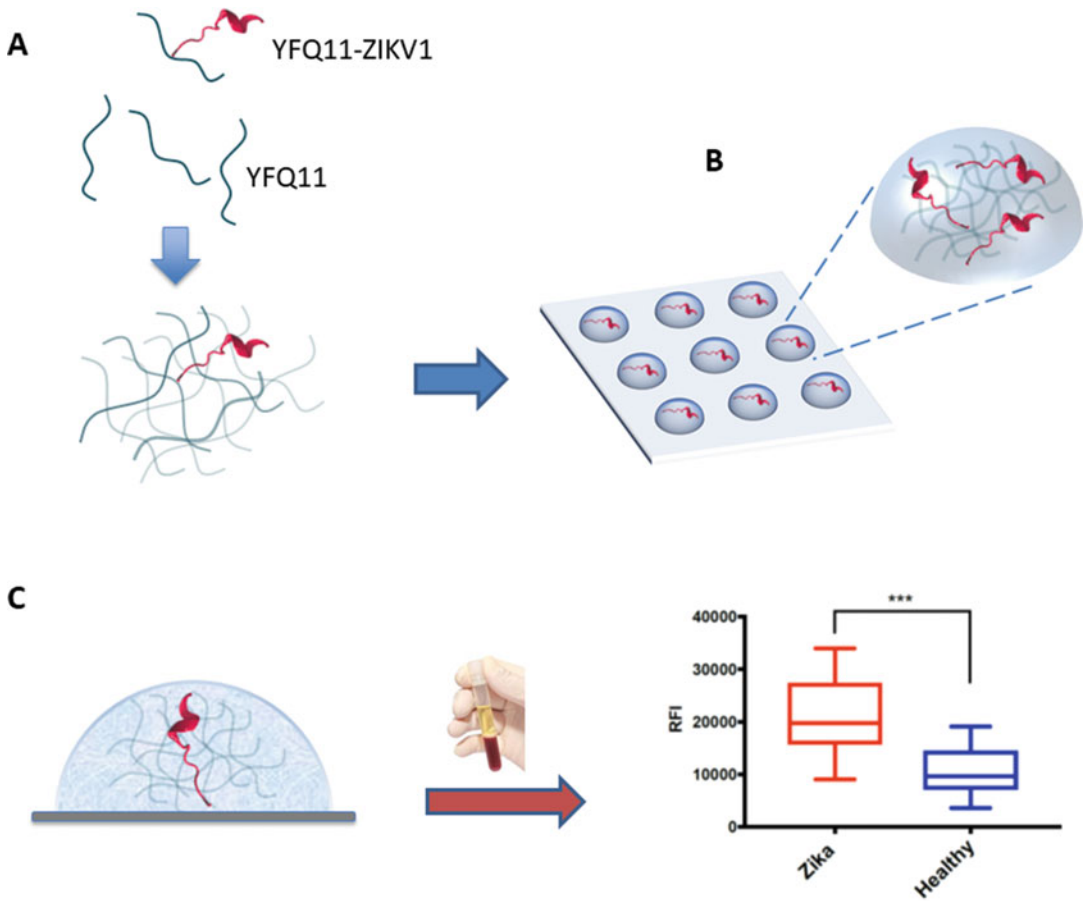 A
YFQ11-ZIKV1
YFQ11
B
C
***
40000
30000
20000
10000
0
RFI
Zika
Healthy